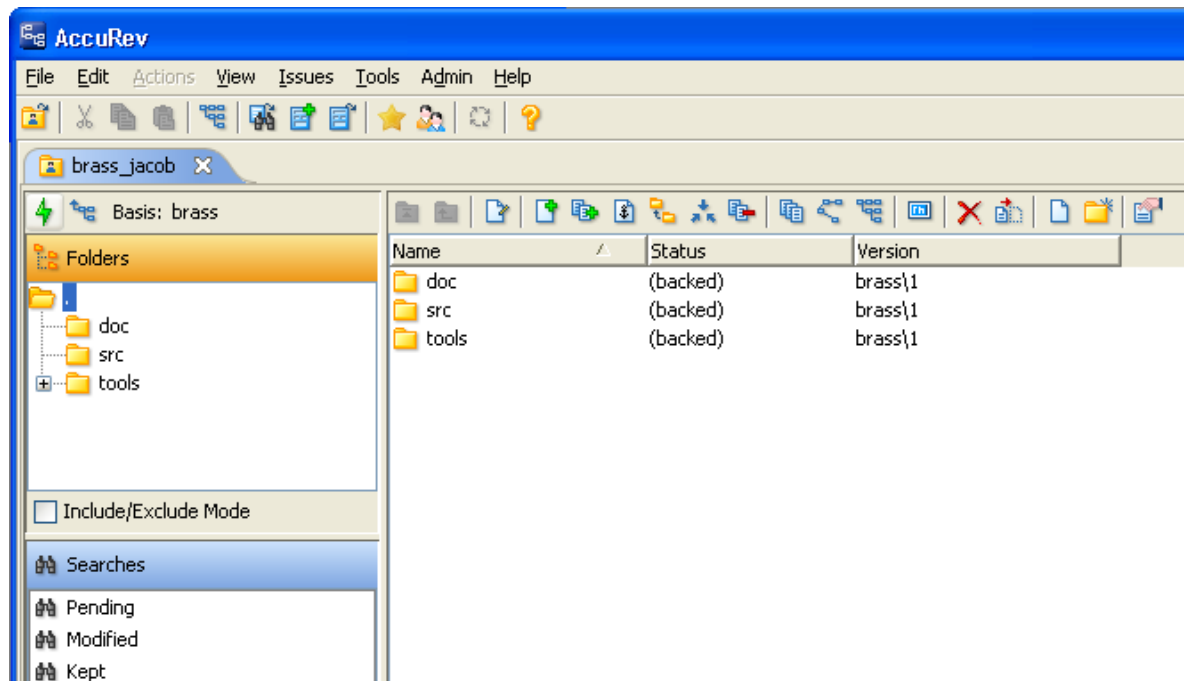 AccuRev
File Edit Actions View Issues Tools Admin Help
brass_jacob
Basis: brass
Folders
.
doc
src
tools
Include/Exclude Mode
Searches
Pending
Modified
Kept
Name Status Version
doc (backed) brass\1
src (backed) brass\1
tools (backed) brass\1